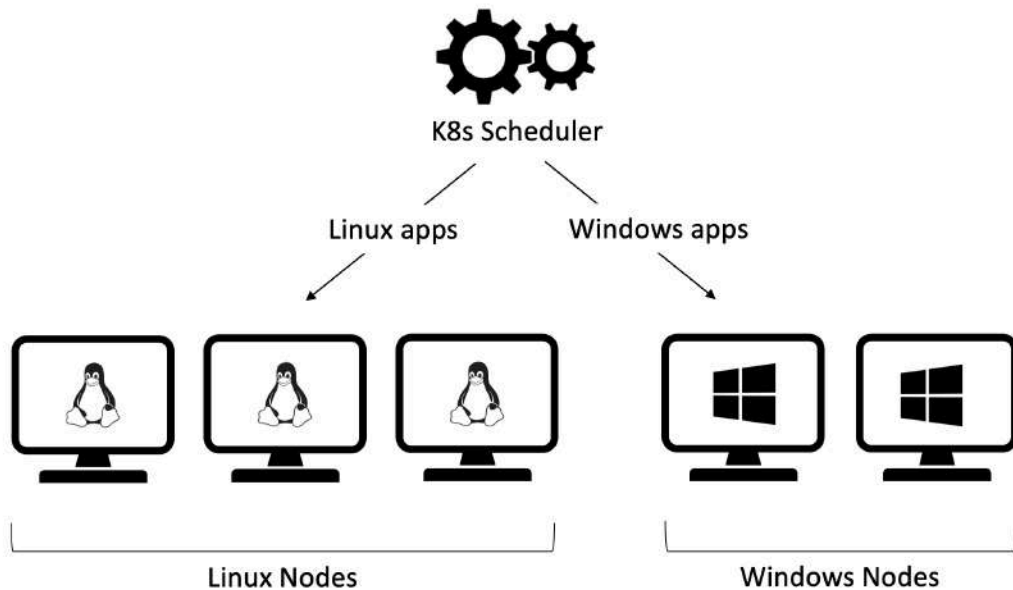 K8s Scheduler
Linux apps
Windows apps
Linux Nodes
Windows Nodes